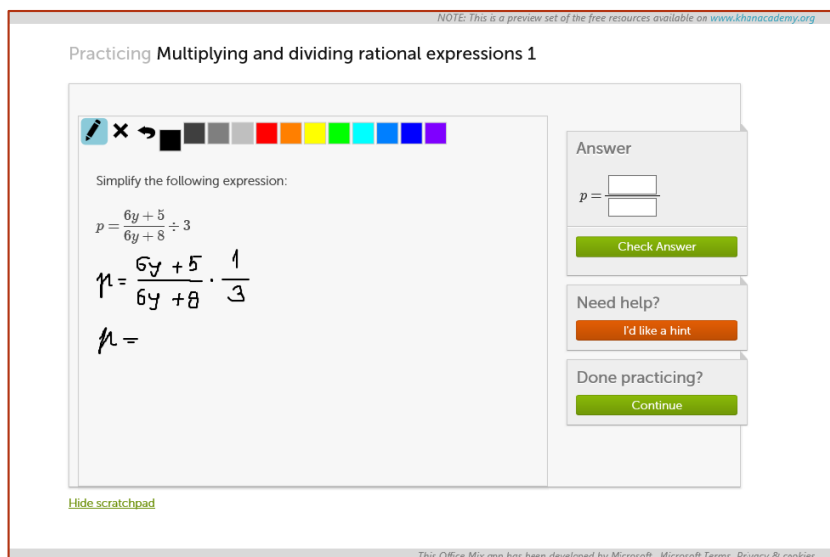 NOTE: This is a preview set of the free resources available on www.khanacademy.org
Practicing Multiplying and dividing rational expressions 1
Simplify the following expression:
p = (6y + 5)/(6y + 8) ÷ 3
p = (6y + 5)/(6y + 8) · 1/3
p =
Answer
p =
Check Answer
Need help?
I'd like a hint
Done practicing?
Continue
Hide scratchpad
This Office Mix app has been developed by Microsoft. Microsoft Terms, Privacy & cookies